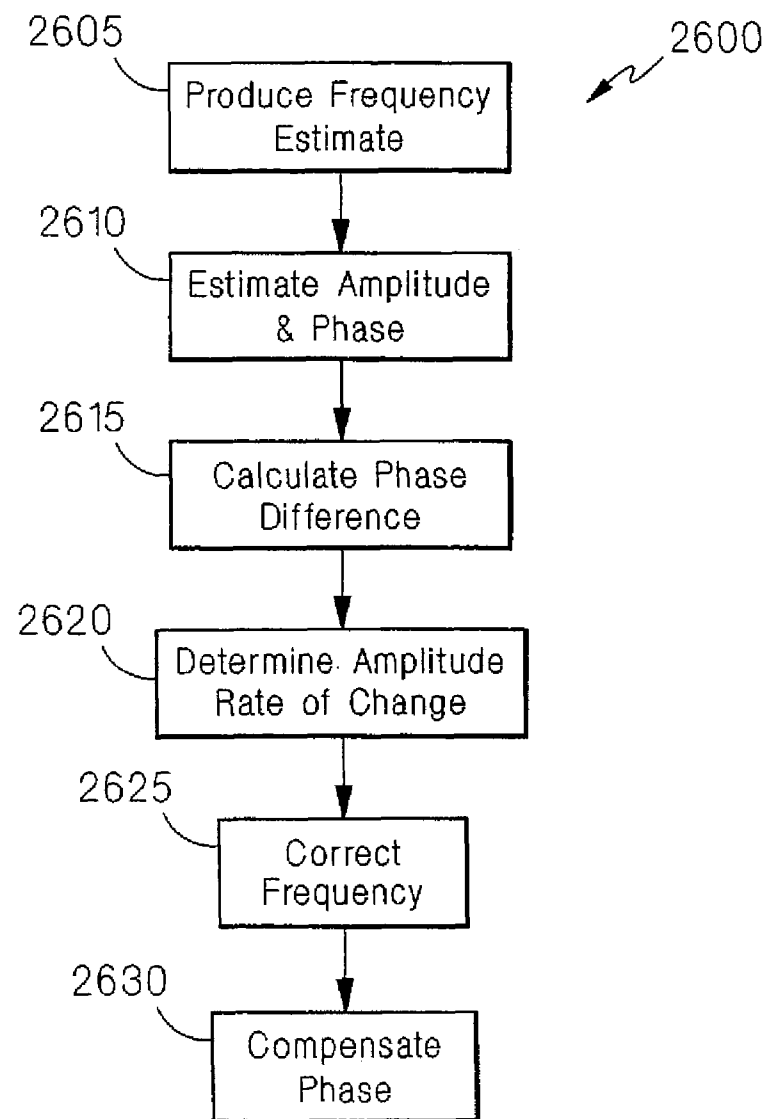 2605
2600
Produce Frequency
Estimate
2610
Estimate Amplitude
& Phase
2615
Calculate Phase
Difference
2620
Determine Amplitude
Rate of Change
2625
Correct
Frequency
2630
Compensate
Phase